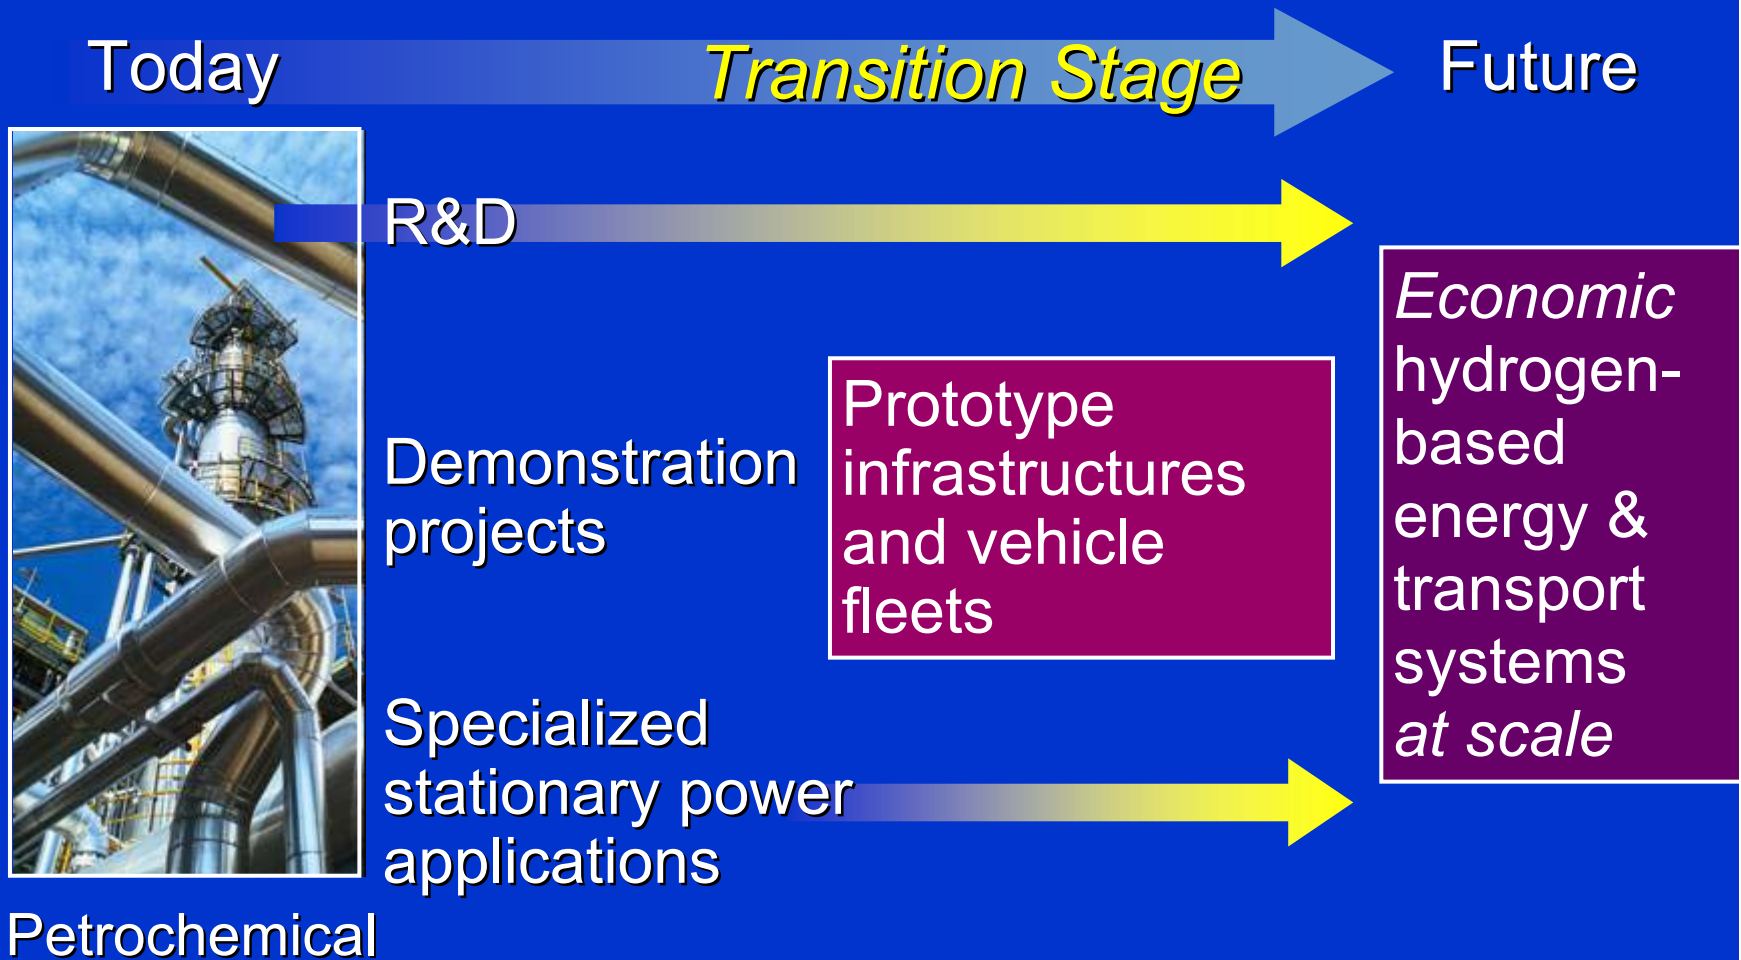 Today
Transition Stage
Future
R&D
Demonstration
projects
Specialized
stationary power
applications
Prototype
infrastructures
and vehicle
fleets
Economic
hydrogen-
based
energy &
transport
systems
at scale
Petrochemical